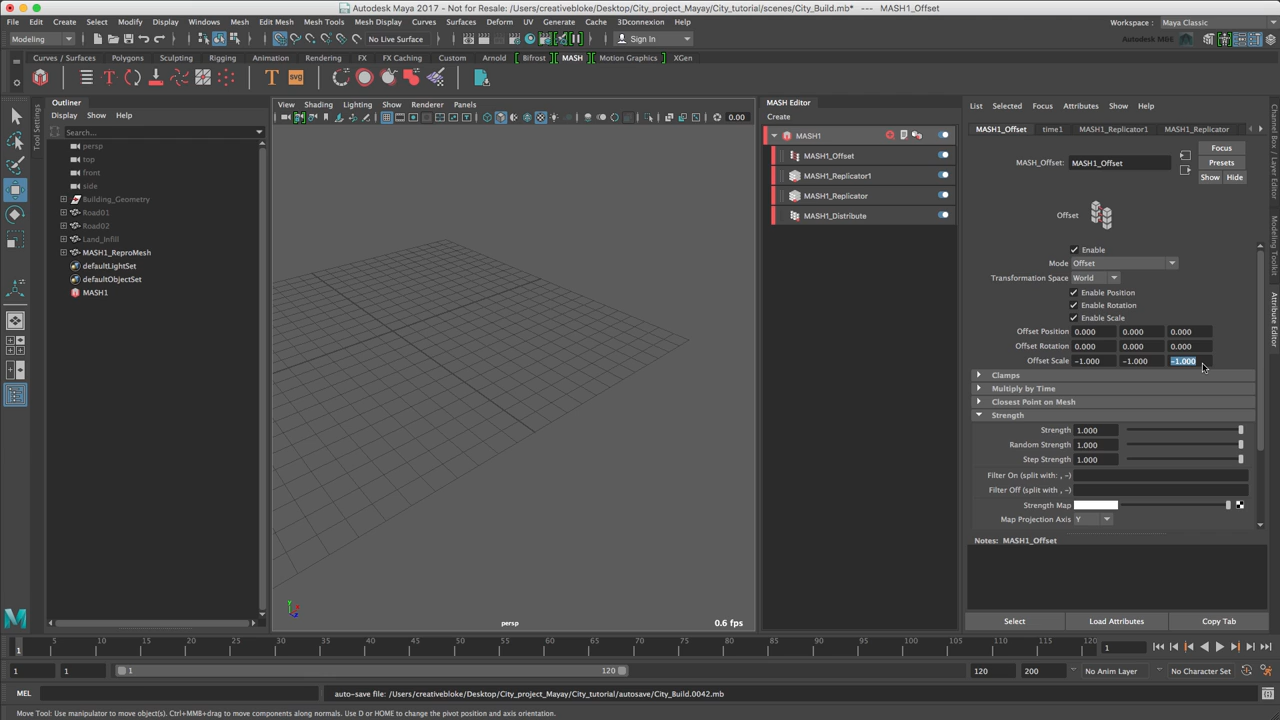 Autodesk Maya 2017 - Not for Resale: /Users/creativebloke/Desktop/City_project_Mayay/City_tutorial/scenes/City_Build.mb* --- MASH1_Offset
File Edit Create Select Modify Display Windows Mesh Edit Mesh Mesh Tools Mesh Display Curves Surfaces Deform UV Generate Cache Help Workspace : Maya Classic
Modeling No Live Surface Sign In
Curves / Surfaces Polygons Sculpting Rigging Animation Rendering FX FX Caching Custom Arnold Bifrost MASH Motion Graphics XGen
Outliner
Display Show Help
Search...
persp
top
front
side
Building_Geometry
Road01
Road02
Land_Infill
MASH1_ReproMesh
defaultLightSet
defaultObjectSet
MASH1
Tool Settings
View Shading Lighting Show Renderer Panels
0.00
persp
0.6 fps
MASH Editor
Create
MASH1
MASH1_Offset
MASH1_Replicator1
MASH1_Replicator
MASH1_Distribute
List Selected Focus Attributes Show Help
MASH1_Offset time1 MASH1_Replicator1 MASH1_Replicator
MASH_Offset: MASH1_Offset
Focus
Presets
Show Hide
Offset
Enable
Mode Offset
Transformation Space World
Enable Position
Enable Rotation
Enable Scale
Offset Position 0.000 0.000 0.000
Offset Rotation 0.000 0.000 0.000
Offset Scale -1.000 -1.000 -1.000
Clamps
Multiply by Time
Closest Point on Mesh
Strength
Strength 1.000
Random Strength 1.000
Step Strength 1.000
Filter On (split with: , -)
Filter Off (split with , -)
Strength Map
Map Projection Axis Y
Notes: MASH1_Offset
Select Load Attributes Copy Tab
Channel Box / Layer Editor
Modeling Toolkit
Attribute Editor
1 5 10 15 20 25 30 35 40 45 50 55 60 65 70 75 80 85 90 95 100 105 110 115 120 1
1 1 1 120 120 200 No Anim Layer No Character Set
MEL auto-save file: /Users/creativebloke/Desktop/City_project_Mayay/City_tutorial/autosave/City_Build.0042.mb
Move Tool: Use manipulator to move object(s). Ctrl+MMB+drag to move components along normals. Use D or HOME to change the pivot position and axis orientation.